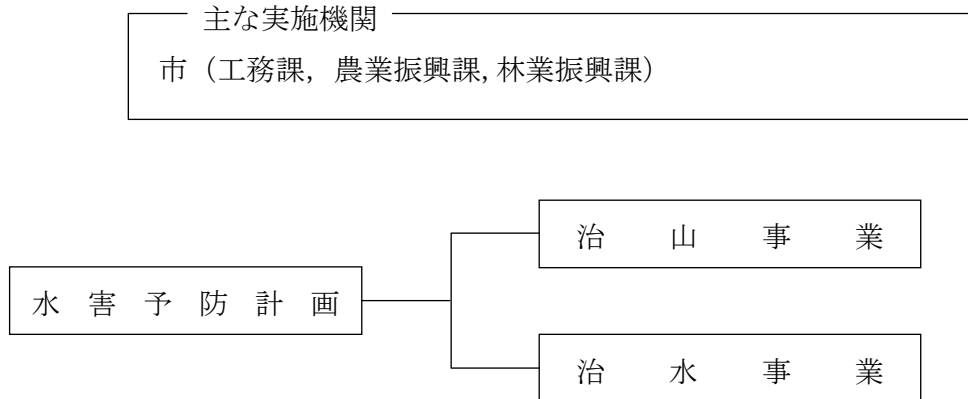 主な実施機関
市（工務課，農業振興課，林業振興課）
治山事業
水害予防計画
治水事業